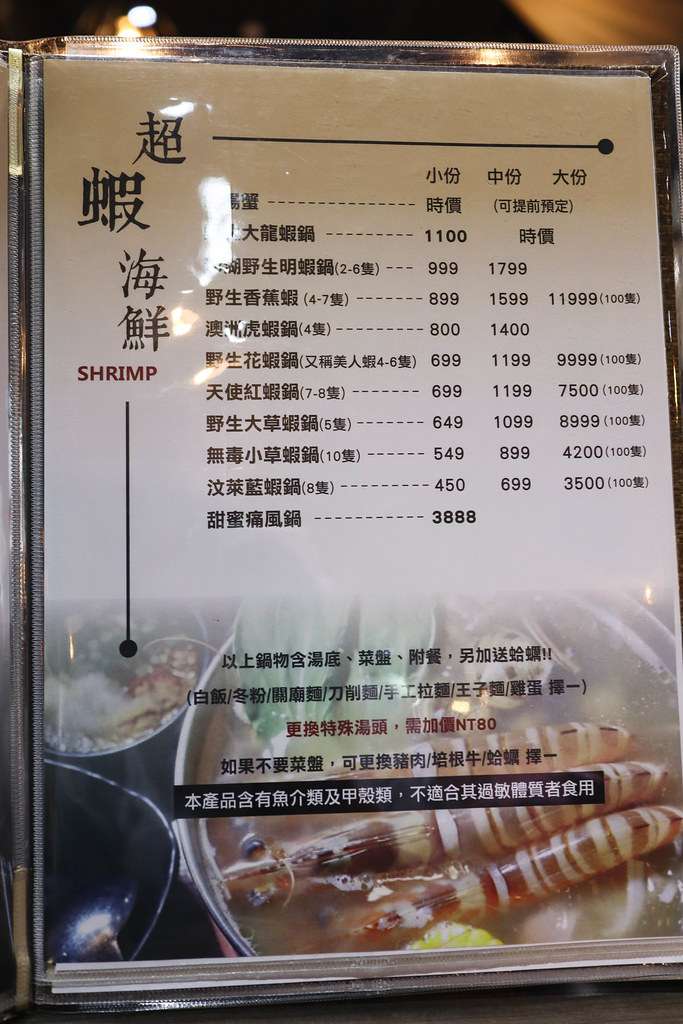 超
蝦
海
鮮
SHRIMP
小份 中份 大份
蟹 時價 (可提前預定)
大龍蝦鍋 1100 時價
湖野生明蝦鍋(2-6隻) 999 1799
野生香蕉蝦(4-7隻) 899 1599 11999(100隻)
澳洲虎蝦鍋(4隻) 800 1400
野生花蝦鍋(又稱美人蝦4-6隻) 699 1199 9999(100隻)
天使紅蝦鍋(7-8隻) 699 1199 7500(100隻)
野生大草蝦鍋(5隻) 649 1099 8999(100隻)
無毒小草蝦鍋(10隻) 549 899 4200(100隻)
汶萊藍蝦鍋(8隻) 450 699 3500(100隻)
甜蜜痛風鍋 3888
以上鍋物含湯底、菜盤、附餐，另加送蛤蠣!!
(白飯/冬粉/關廟麵/刀削麵/手工拉麵/王子麵/雞蛋 擇一)
更換特殊湯頭，需加價NT80
如果不要菜盤，可更換豬肉/培根牛/蛤蠣 擇一
本產品含有魚介類及甲殼類，不適合其過敏體質者食用